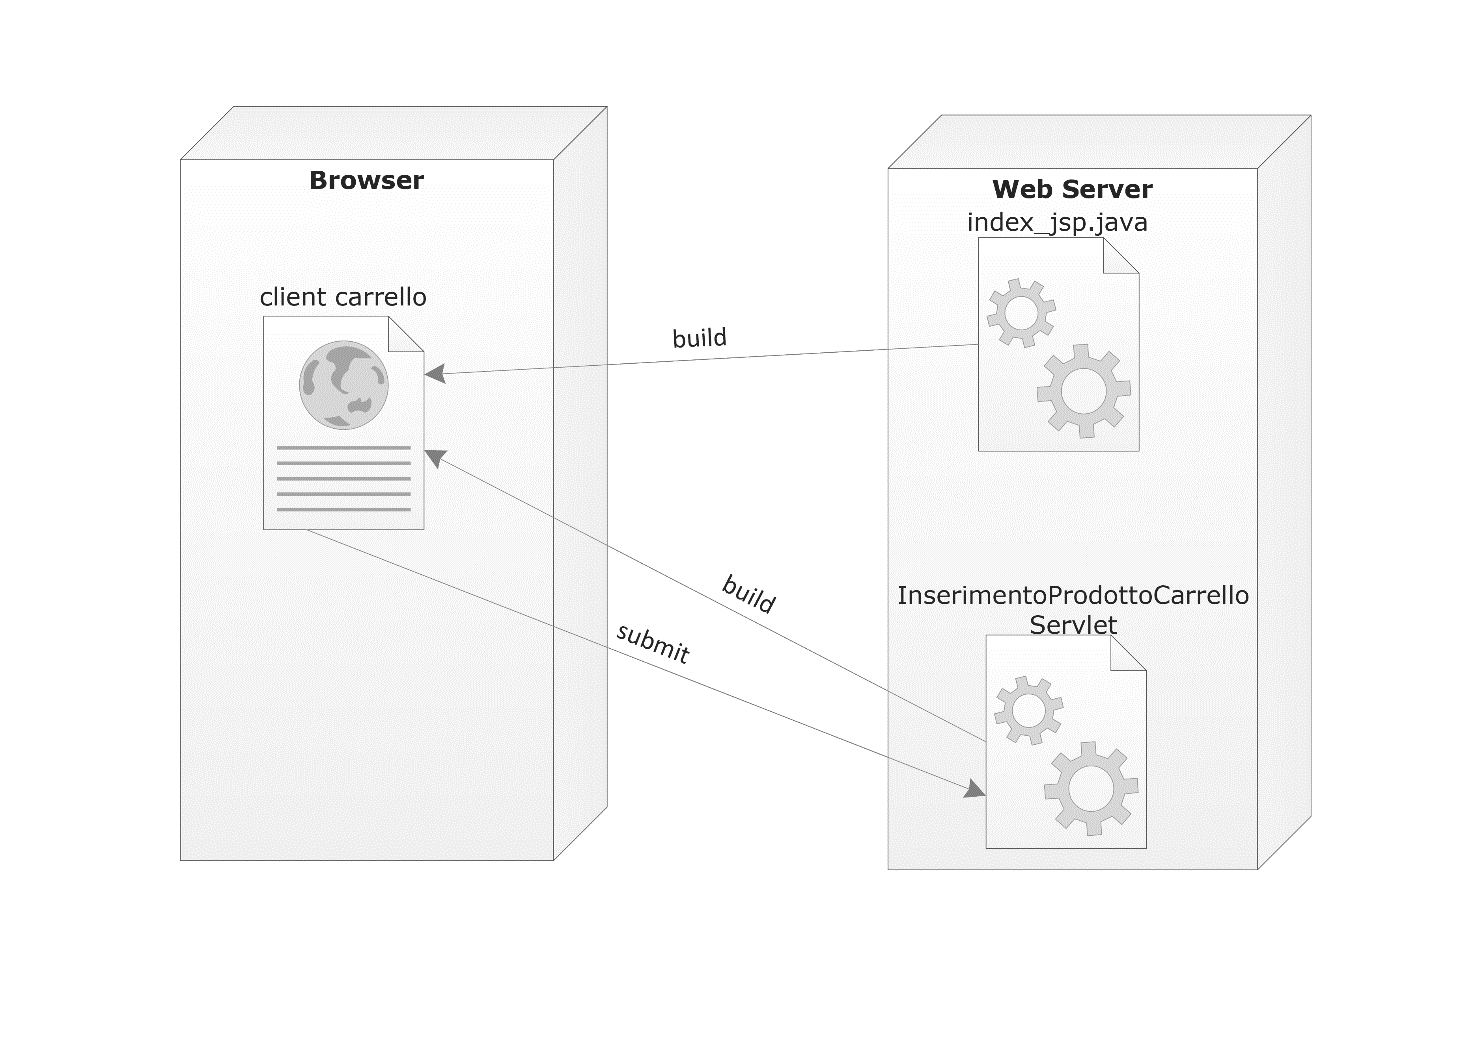 Browser
client carrello
build
build
submit
Web Server
index_jsp.java
InserimentoProdottoCarrello
Servlet